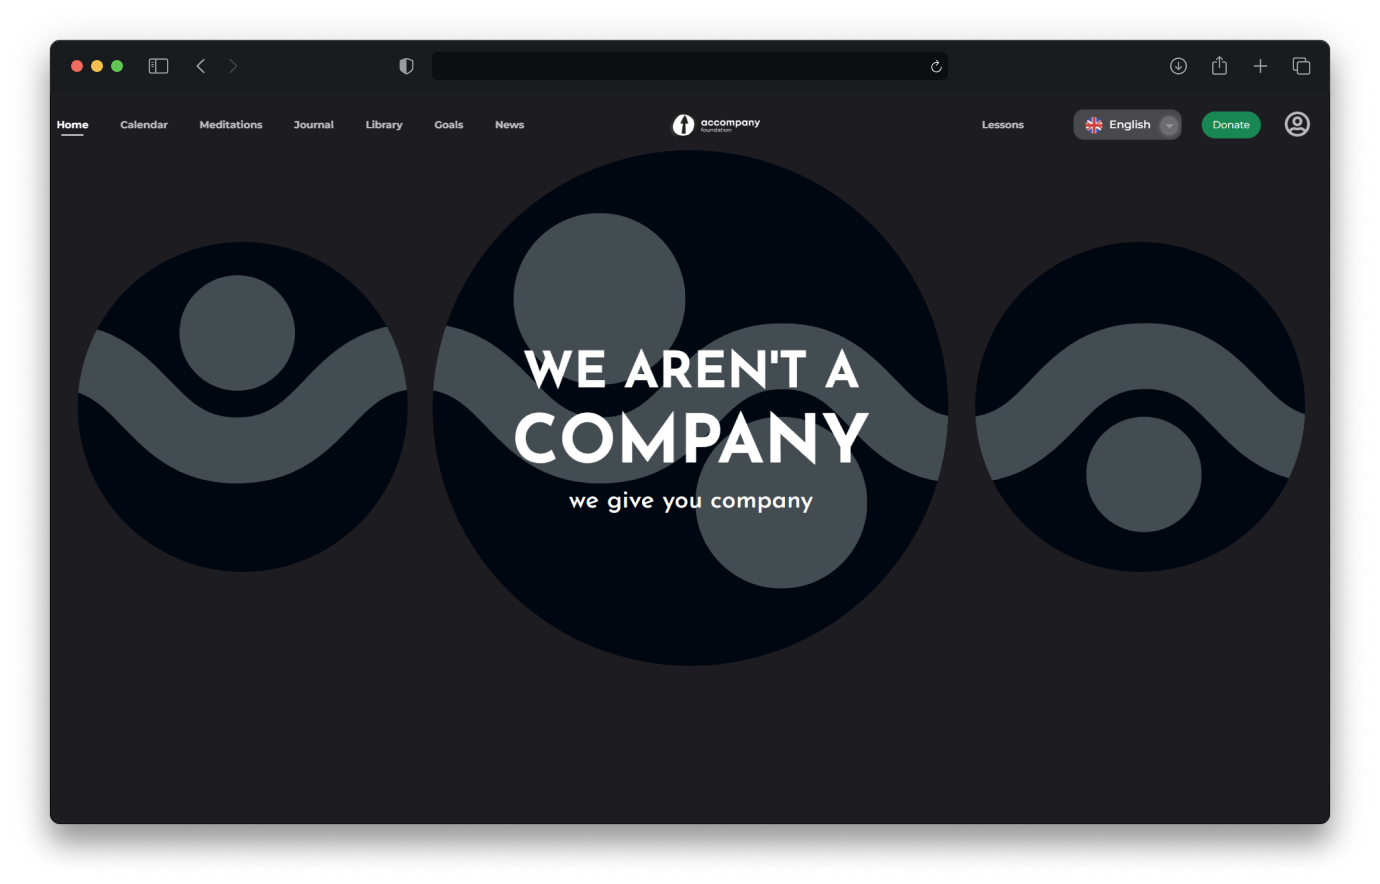 Home Calendar Meditations Journal Library Goals News accompany Lessons English Donate
foundation
WE AREN'T A
COMPANY
we give you company